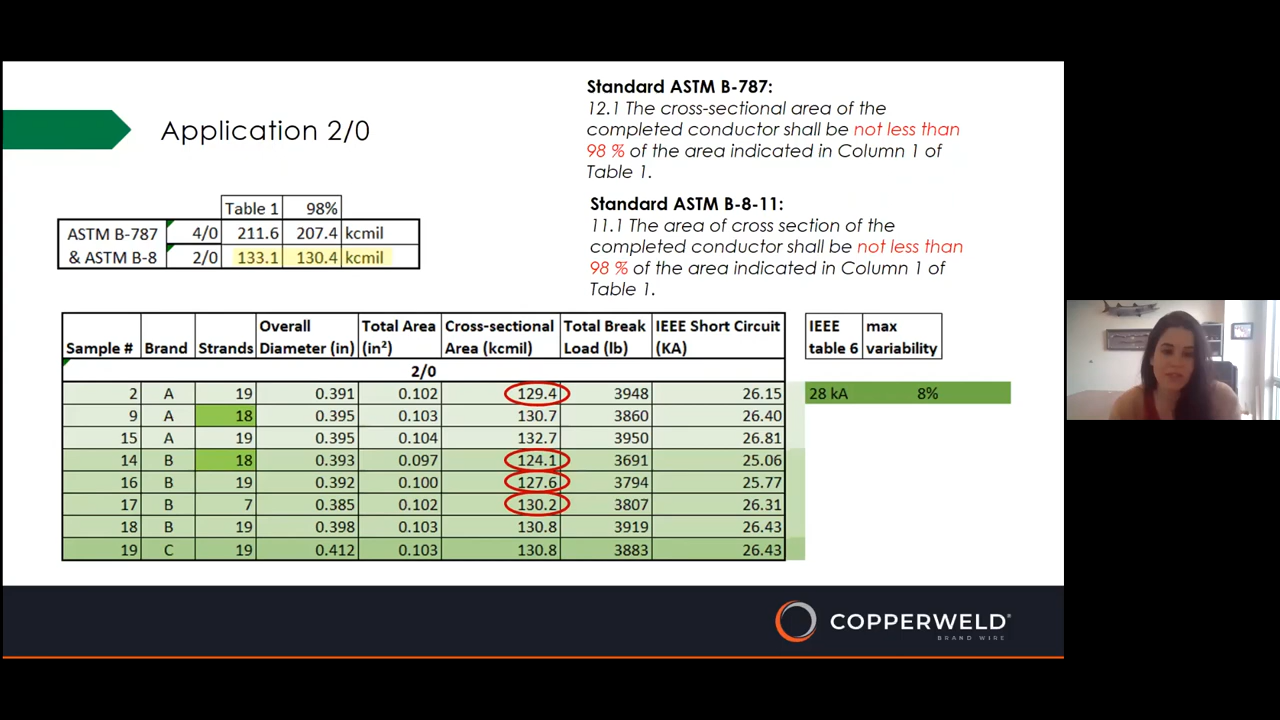 Application 2/0
Standard ASTM B-787:
12.1 The cross-sectional area of the
completed conductor shall be not less than
98 % of the area indicated in Column 1 of
Table 1.
Standard ASTM B-8-11:
11.1 The area of cross section of the
completed conductor shall be not less than
98 % of the area indicated in Column 1 of
Table 1.
Table 1 98%
ASTM B-787 4/0 211.6 207.4 kcmil
& ASTM B-8 2/0 133.1 130.4 kcmil
Overall Total Area Cross-sectional Total Break IEEE Short Circuit
Sample # Brand Strands Diameter (in) (in²) Area (kcmil) Load (lb) (KA)
2/0
2 A 19 0.391 0.102 129.4 3948 26.15
9 A 18 0.395 0.103 130.7 3860 26.40
15 A 19 0.395 0.104 132.7 3950 26.81
14 B 18 0.393 0.097 124.1 3691 25.06
16 B 19 0.392 0.100 127.6 3794 25.77
17 B 7 0.385 0.102 130.2 3807 26.31
18 B 19 0.398 0.103 130.8 3919 26.43
19 C 19 0.412 0.103 130.8 3883 26.43
IEEE max
table 6 variability
28 kA 8%
COPPERWELD®
BRAND WIRE